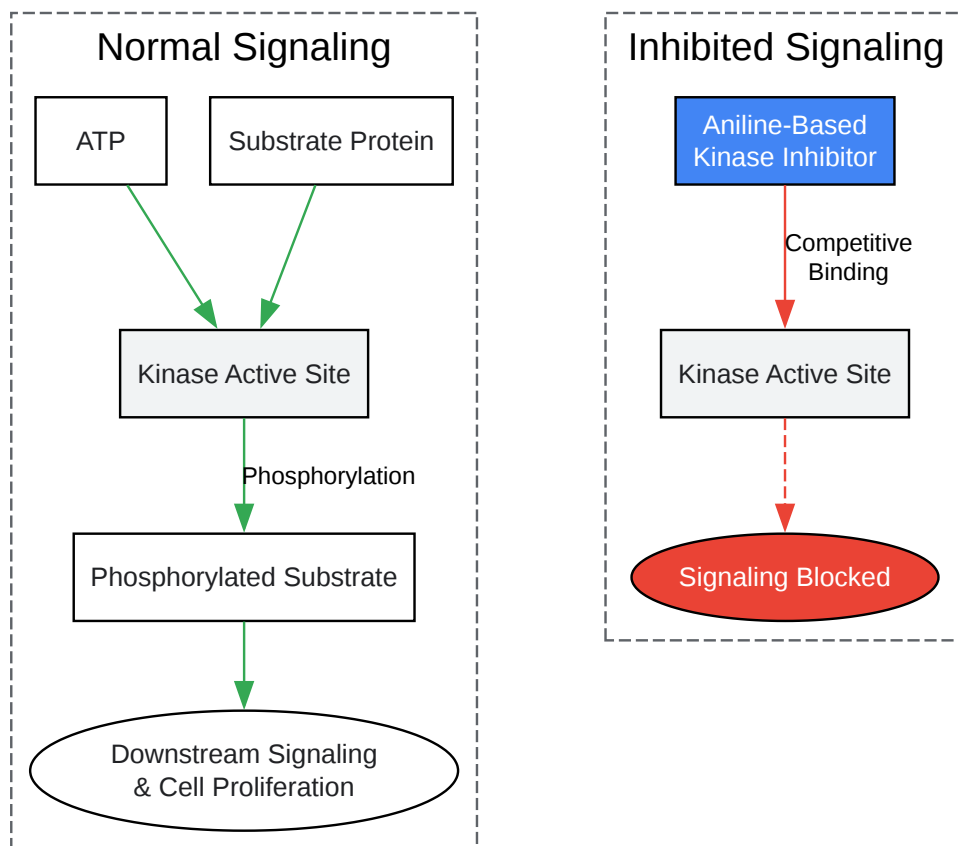 Normal Signaling
ATP
Substrate Protein
Kinase Active Site
Phosphorylation
Phosphorylated Substrate
Downstream Signaling
& Cell Proliferation
Inhibited Signaling
Aniline-Based
Kinase Inhibitor
Competitive
Binding
Kinase Active Site
Signaling Blocked